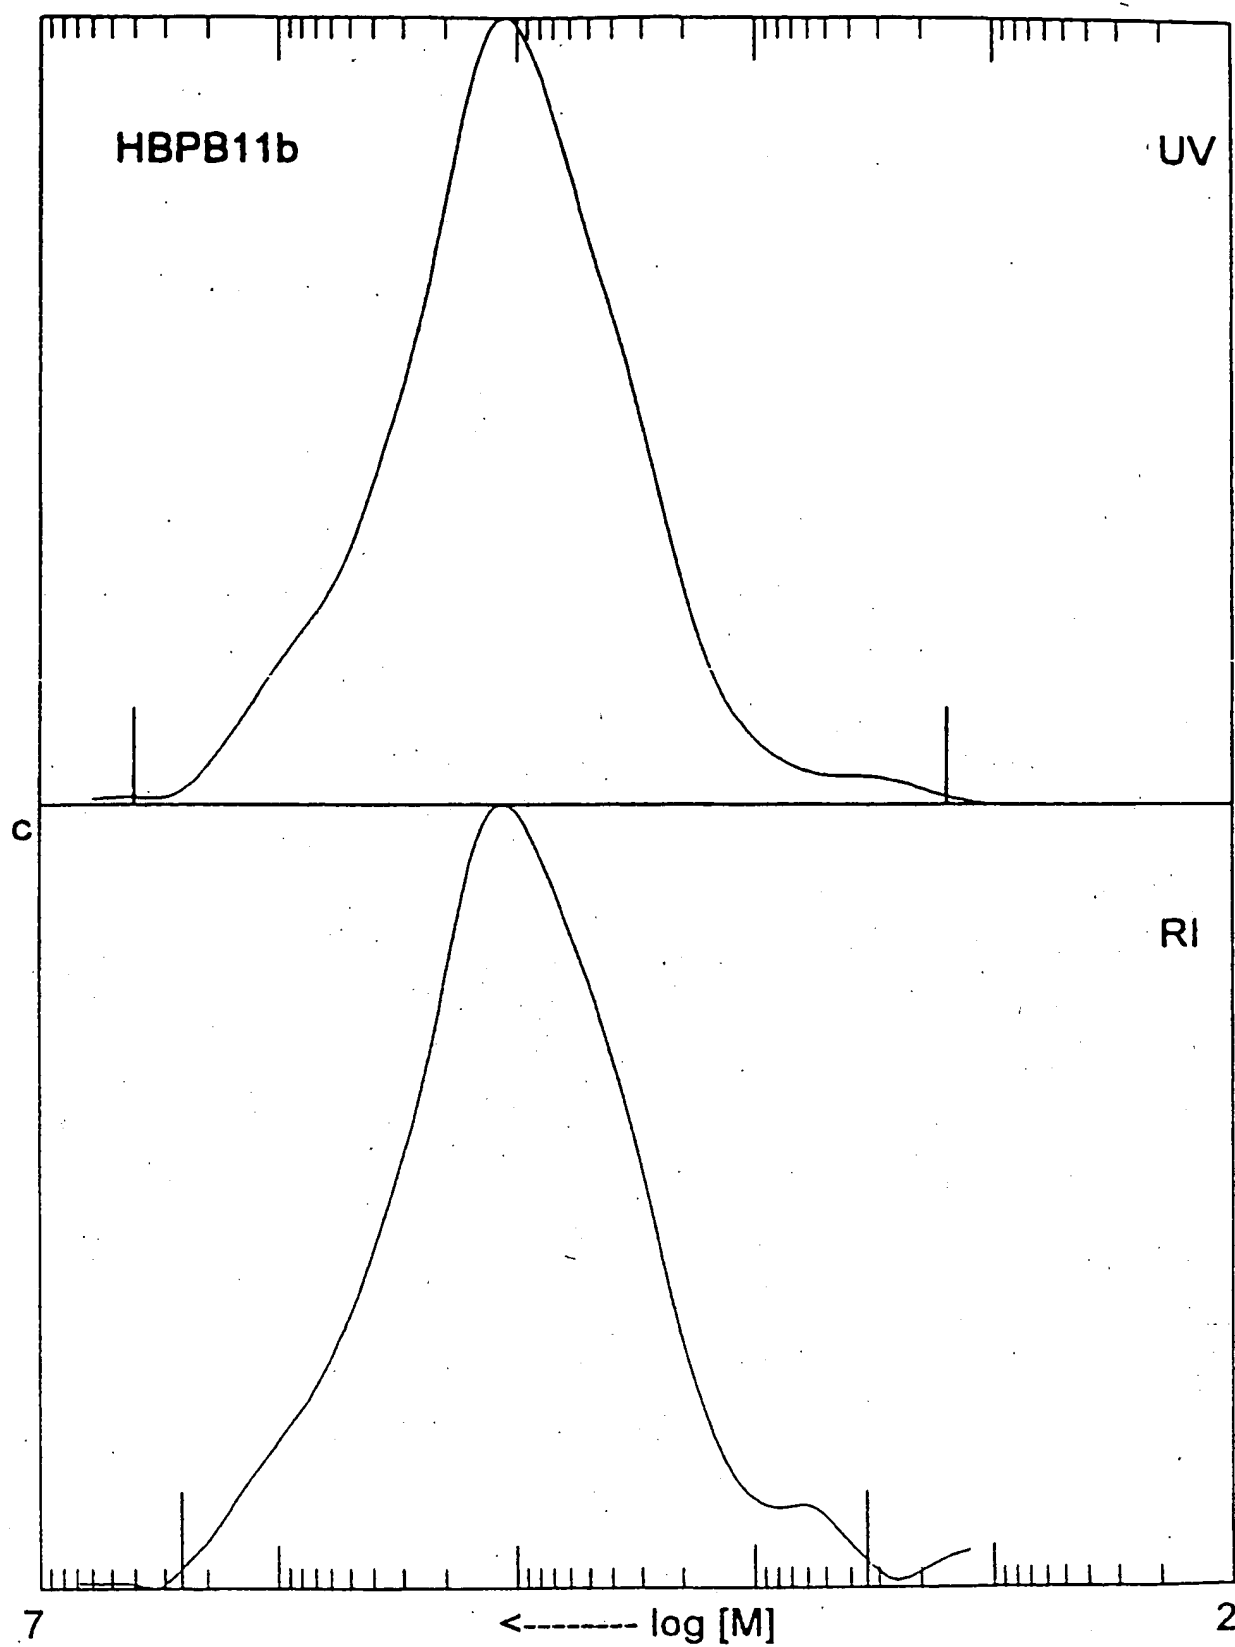 HBPB11b
UV
C
RI
7
<-------- log [M]
2